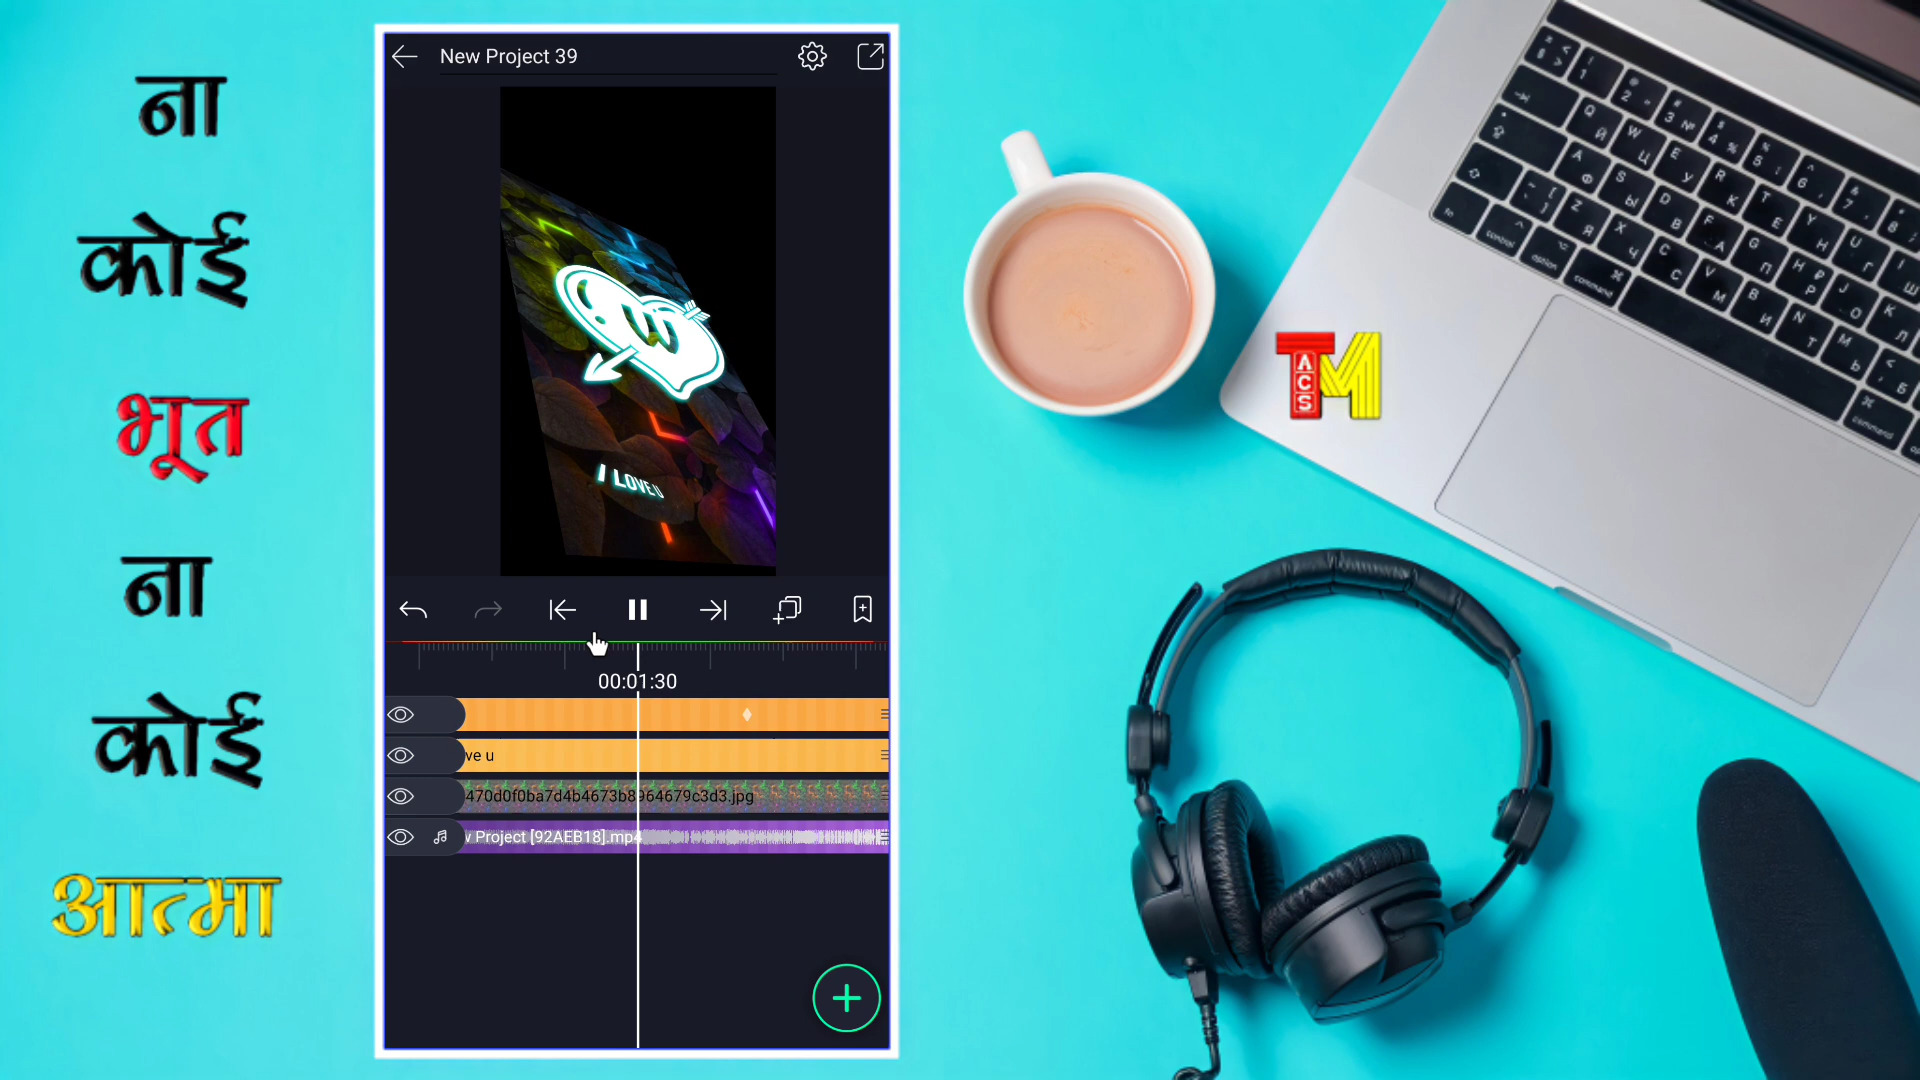 ना
कोई
भूत
ना
कोई
आत्मा
New Project 39
I LOVE U
00:01:30
ve u
470d0f0ba7d4b4673b8964679c3d3.jpg
w Project [92AEB18].mp4
TM
ACS